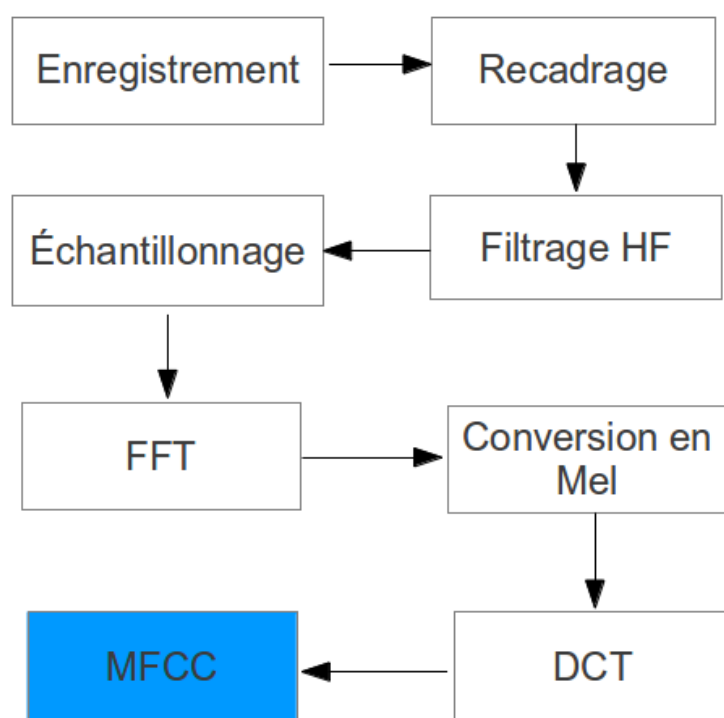 Enregistrement
Recadrage
Échantillonnage
Filtrage HF
FFT
Conversion en
Mel
MFCC
DCT